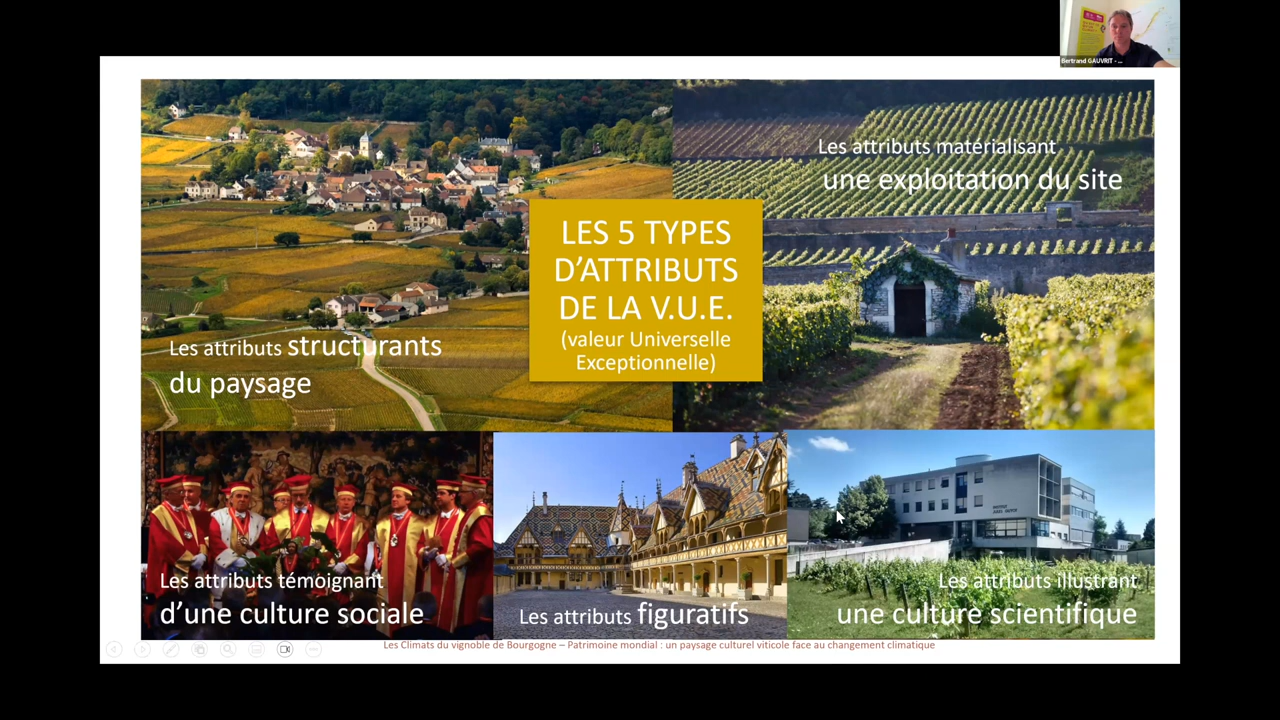 Bertrand GAUVRIT - ...
Les attributs matérialisant
une exploitation du site
LES 5 TYPES
D'ATTRIBUTS
DE LA V.U.E.
(valeur Universelle
Exceptionnelle)
Les attributs structurants
du paysage
Les attributs témoignant
d'une culture sociale
Les attributs figuratifs
Les attributs illustrant
une culture scientifique
Les Climats du vignoble de Bourgogne – Patrimoine mondial : un paysage culturel viticole face au changement climatique